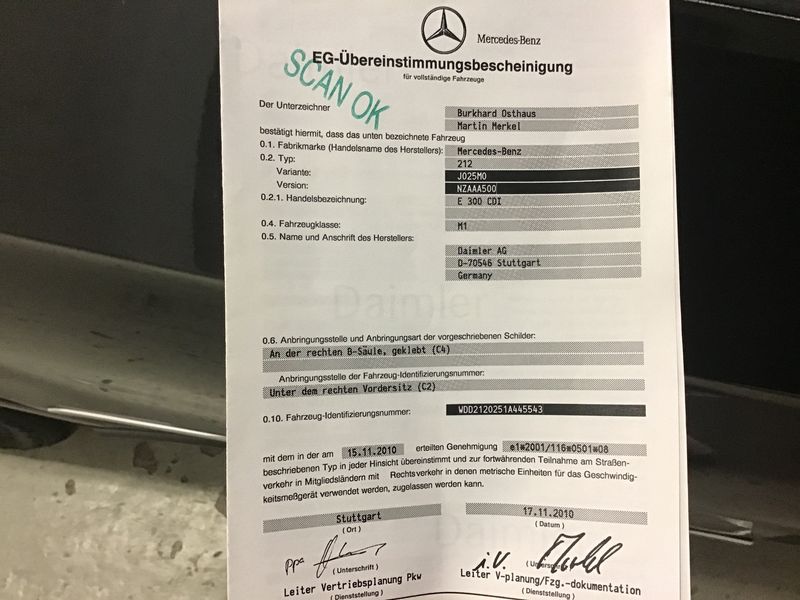 Mercedes-Benz
EG-Übereinstimmungsbescheinigung
für vollständige Fahrzeuge
SCAN OK
Der Unterzeichner
Burkhard Osthaus
Martin Merkel
bestätigt hiermit, dass das unten bezeichnete Fahrzeug
0.1. Fabrikmarke (Handelsname des Herstellers): Mercedes-Benz
0.2. Typ: 212
Variante: J025M0
Version: NZAAA500
0.2.1. Handelsbezeichnung: E 300 CDI
0.4. Fahrzeugklasse: M1
0.5. Name und Anschrift des Herstellers:
Daimler AG
D-70546 Stuttgart
Germany
Daimler
0.6. Anbringungsstelle und Anbringungsart der vorgeschriebenen Schilder:
An der rechten B-Säule, geklebt (C4)
Anbringungsstelle der Fahrzeug-Identifizierungsnummer:
Unter dem rechten Vordersitz (C2)
0.10. Fahrzeug-Identifizierungsnummer: WDD2120251A445543
mit dem in der am 15.11.2010 erteilten Genehmigung e1*2001/116*0501*08
beschriebenen Typ in jeder Hinsicht übereinstimmt und zur fortwährenden Teilnahme am Straßen-
verkehr in Mitgliedsländern mit Rechtsverkehr in denen metrische Einheiten für das Geschwindig-
keitsmeßgerät verwendet werden, zugelassen werden kann.
Stuttgart 17.11.2010
(Ort) (Datum)
ppa i.V.
(Unterschrift) (Unterschrift)
Leiter Vertriebsplanung Pkw Leiter V-planung/Fzg.-dokumentation
(Dienststellung) (Dienststellung)